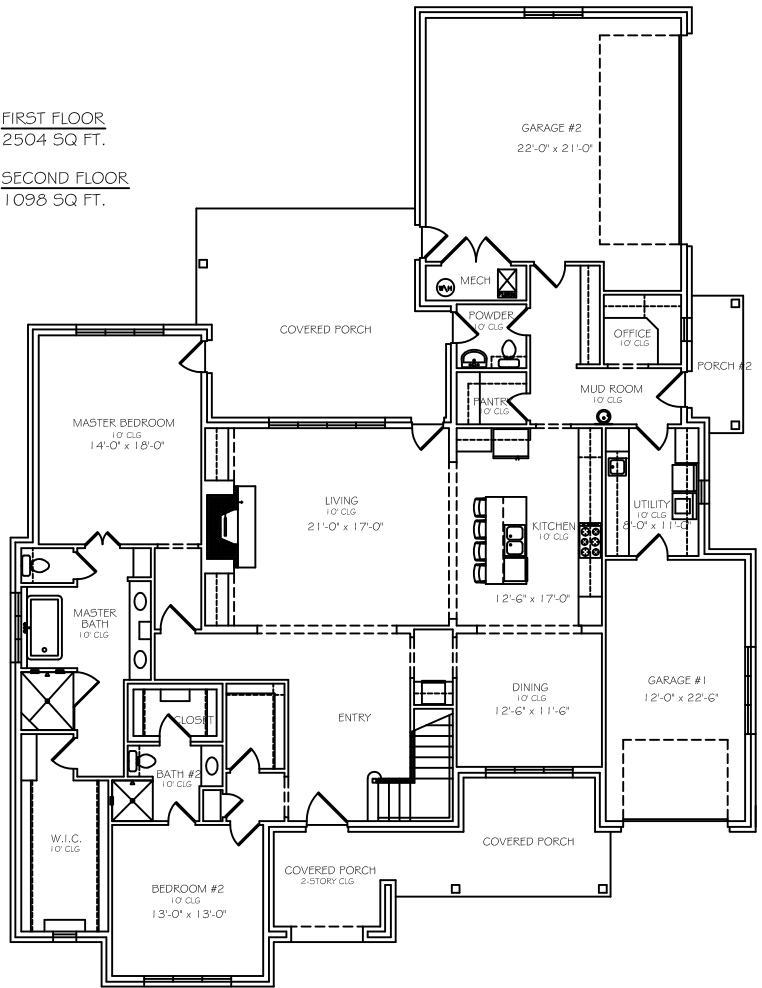 FIRST FLOOR
2504 SQ FT.
SECOND FLOOR
1098 SQ FT.
GARAGE #2
22'-0" x 21'-0"
MECH
W/H
POWDER
10' CLG
OFFICE
10' CLG
COVERED PORCH
PORCH #2
MUD ROOM
10' CLG
PANTRY
10' CLG
MASTER BEDROOM
10' CLG
14'-0" x 18'-0"
LIVING
10' CLG
21'-0" x 17'-0"
KITCHEN
10' CLG
12'-6" x 17'-0"
UTILITY
10' CLG
8'-0" x 11'-0"
MASTER
BATH
10' CLG
GARAGE #1
12'-0" x 22'-6"
DINING
10' CLG
12'-6" x 11'-6"
ENTRY
CLOSET
BATH #2
10' CLG
W.I.C.
10' CLG
COVERED PORCH
COVERED PORCH
2-STORY CLG
BEDROOM #2
10' CLG
13'-0" x 13'-0"